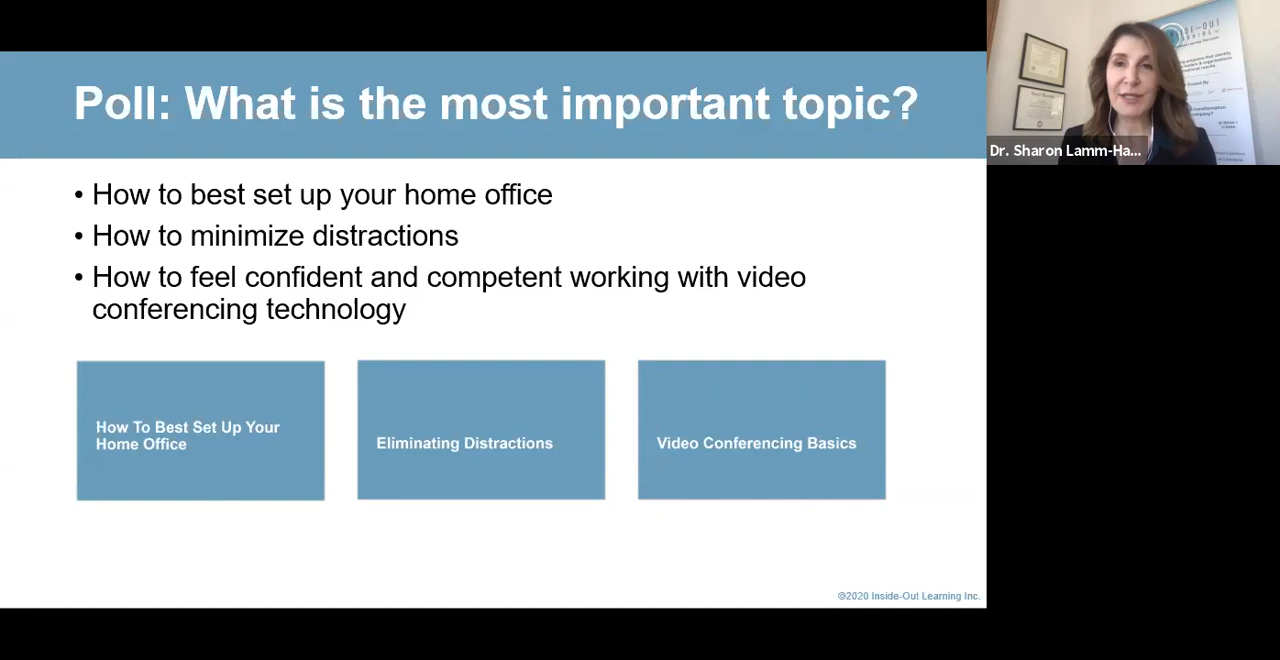 Poll: What is the most important topic?
• How to best set up your home office
• How to minimize distractions
• How to feel confident and competent working with video
conferencing technology
How To Best Set Up Your
Home Office
Eliminating Distractions
Video Conferencing Basics
©2020 Inside-Out Learning Inc.
DE-OUT
Dr. Sharon Lamm-Ha...